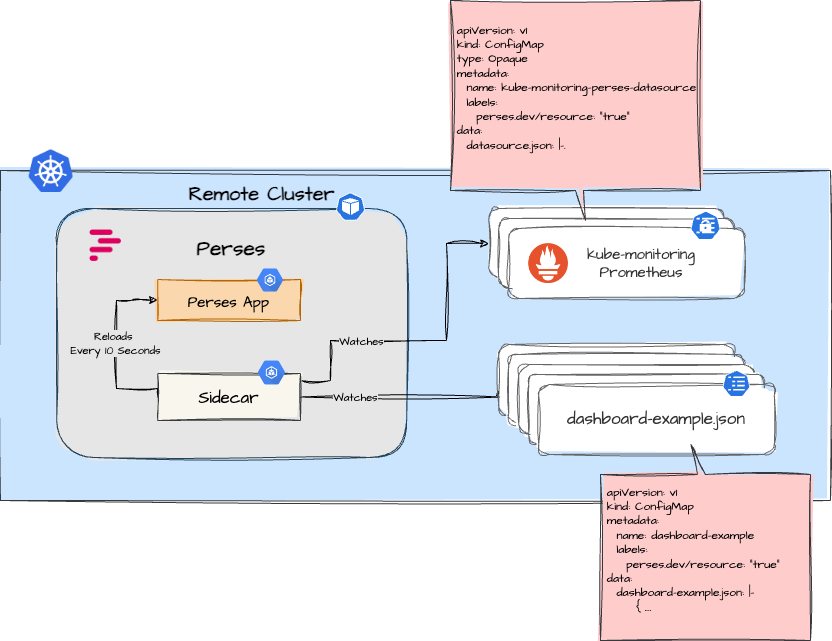 apiVersion: v1
kind: ConfigMap
type: Opaque
metadata:
name: kube-monitoring-perses-datasource
labels:
perses.dev/resource: "true"
data:
datasource.json: |-.
Remote Cluster
Perses
kube-monitoring
Prometheus
Perses App
Reloads
Every 10 Seconds
Watches
Sidecar
Watches
dashboard-example.json
apiVersion: v1
kind: ConfigMap
metadata:
name: dashboard-example
labels:
perses.dev/resource: "true"
data:
dashboard-example.json: |-
{ ...